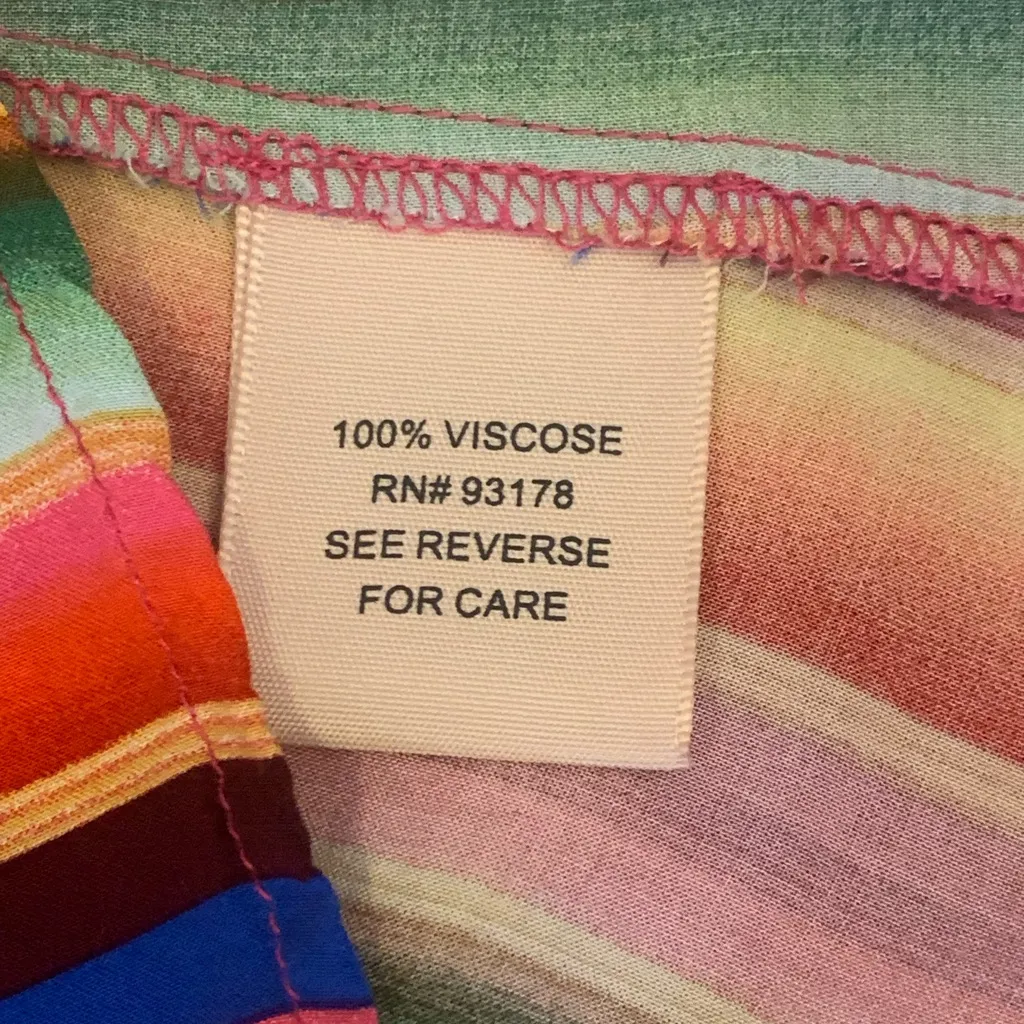 100% VISCOSE
RN# 93178
SEE REVERSE
FOR CARE